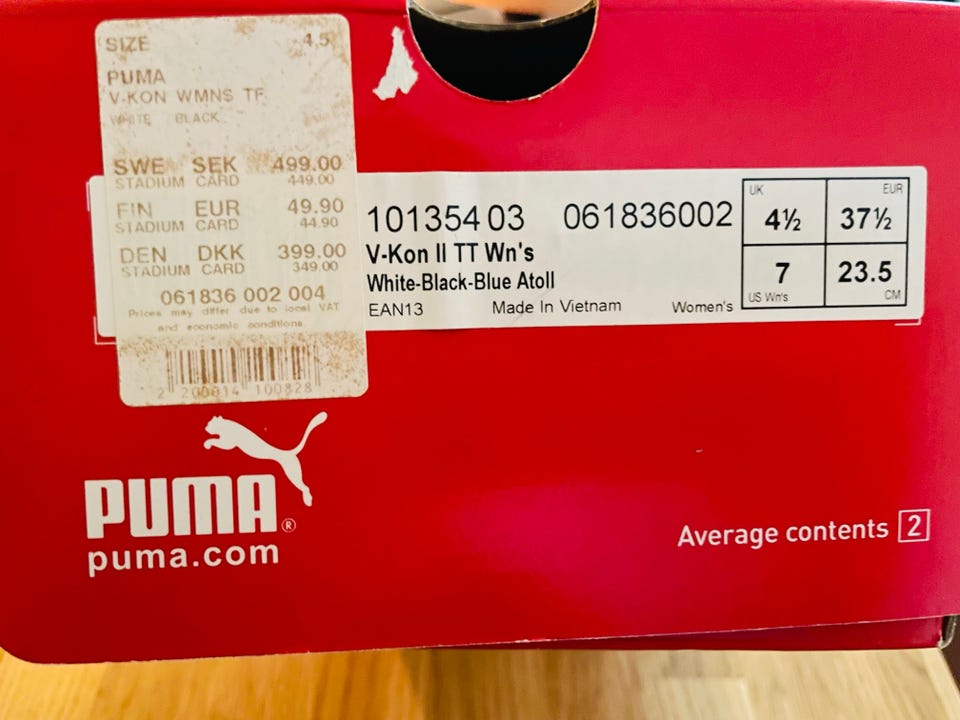 SIZE 4.5
PUMA
V-KON WMNS TF
WHITE BLACK
SWE SEK 499.00
STADIUM CARD 449.00
FIN EUR 49.90
STADIUM CARD 44.90
DEN DKK 399.00
STADIUM CARD 349.00
061836 002 004
Prices may differ due to local VAT
and economic conditions.
2 200014 100828
101354 03 061836002
V-Kon II TT Wn's
White-Black-Blue Atoll
EAN13 Made In Vietnam Women's
UK EUR
4½ 37½
7 23.5
US Wn's CM
PUMA®
puma.com
Average contents 2